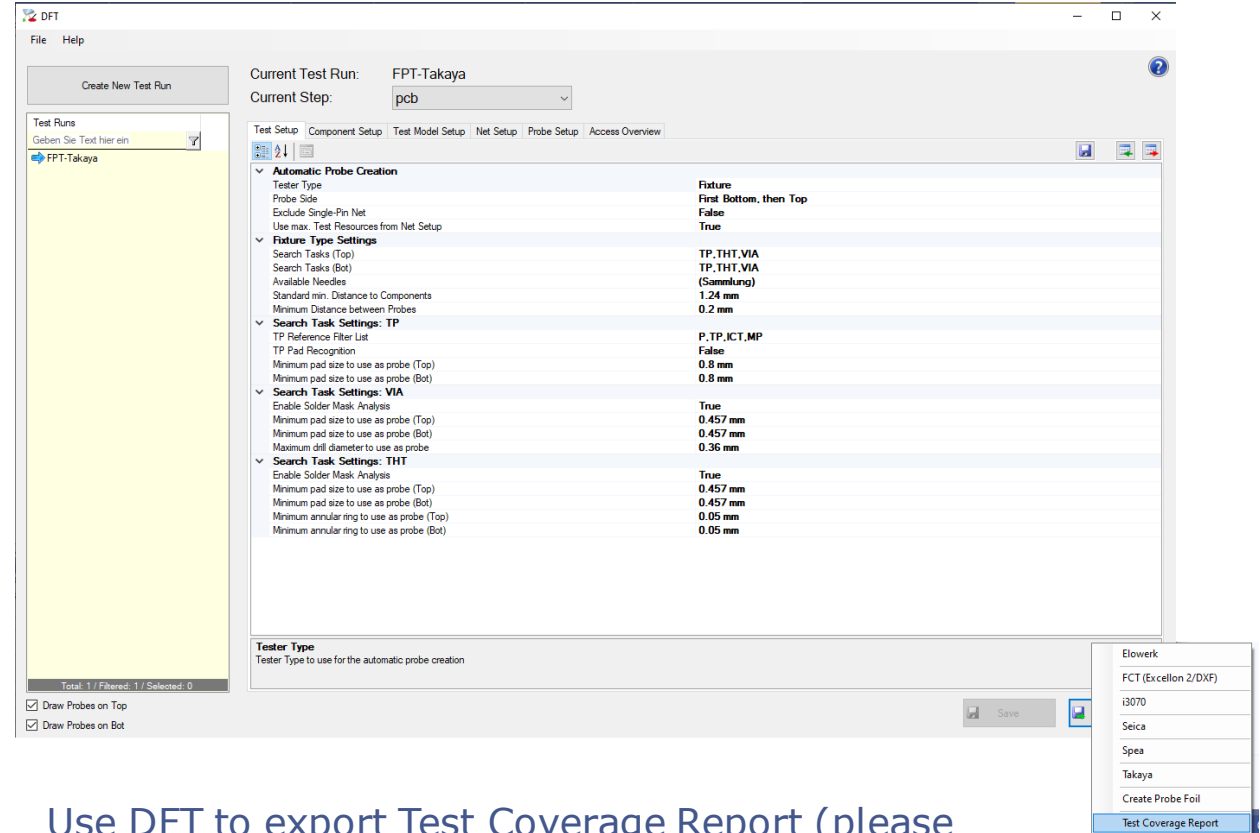 DFT
File Help
Create New Test Run
Current Test Run: FPT-Takaya
Current Step: pcb
Test Runs
Geben Sie Text hier ein
FPT-Takaya
Test Setup Component Setup Test Model Setup Net Setup Probe Setup Access Overview
Automatic Probe Creation
Tester Type Fixture
Probe Side First Bottom, then Top
Exclude Single-Pin Net False
Use max. Test Resources from Net Setup True
Fixture Type Settings
Search Tasks (Top) TP,THT,VIA
Search Tasks (Bot) TP,THT,VIA
Available Needles (Sammlung)
Standard min. Distance to Components 1.24 mm
Minimum Distance between Probes 0.2 mm
Search Task Settings: TP
TP Reference Filter List P,TP,ICT,MP
TP Pad Recognition False
Minimum pad size to use as probe (Top) 0.8 mm
Minimum pad size to use as probe (Bot) 0.8 mm
Search Task Settings: VIA
Enable Solder Mask Analysis True
Minimum pad size to use as probe (Top) 0.457 mm
Minimum pad size to use as probe (Bot) 0.457 mm
Maximum drill diameter to use as probe 0.36 mm
Search Task Settings: THT
Enable Solder Mask Analysis True
Minimum pad size to use as probe (Top) 0.457 mm
Minimum pad size to use as probe (Bot) 0.457 mm
Minimum annular ring to use as probe (Top) 0.05 mm
Minimum annular ring to use as probe (Bot) 0.05 mm
Tester Type
Tester Type to use for the automatic probe creation
Total: 1 / Filtered: 1 / Selected: 0
Draw Probes on Top
Draw Probes on Bot
Save
Elowerk
FCT (Excellon 2/DXF)
i3070
Seica
Spea
Takaya
Create Probe Foil
Test Coverage Report
Use DFT to export Test Coverage Report (please